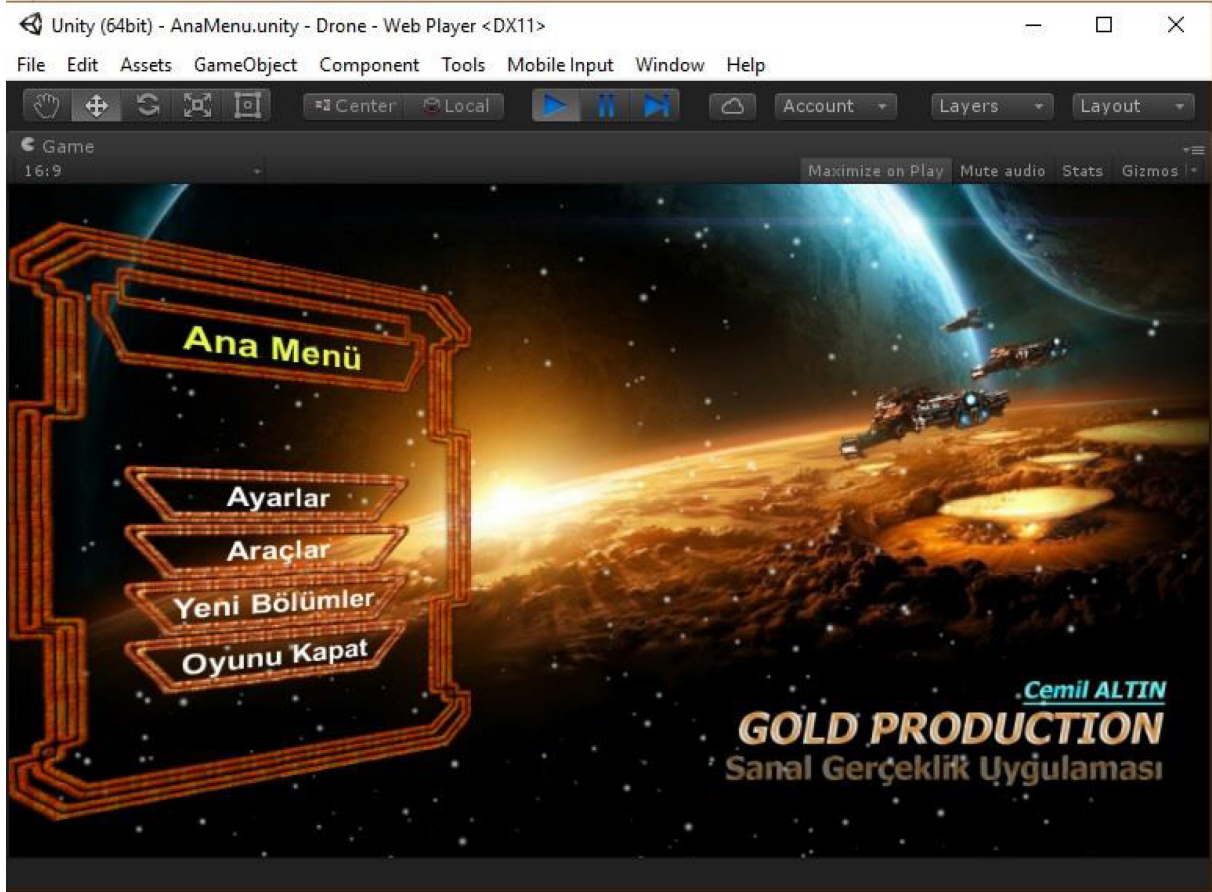 Unity (64bit) - AnaMenu.unity - Drone - Web Player <DX11>
File Edit Assets GameObject Component Tools Mobile Input Window Help
Center Local Account Layers Layout
Game
16:9 Maximize on Play Mute audio Stats Gizmos
Ana Menü
Ayarlar
Araçlar
Yeni Bölümler
Oyunu Kapat
Cemil ALTIN
GOLD PRODUCTION
Sanal Gerçeklik Uygulaması